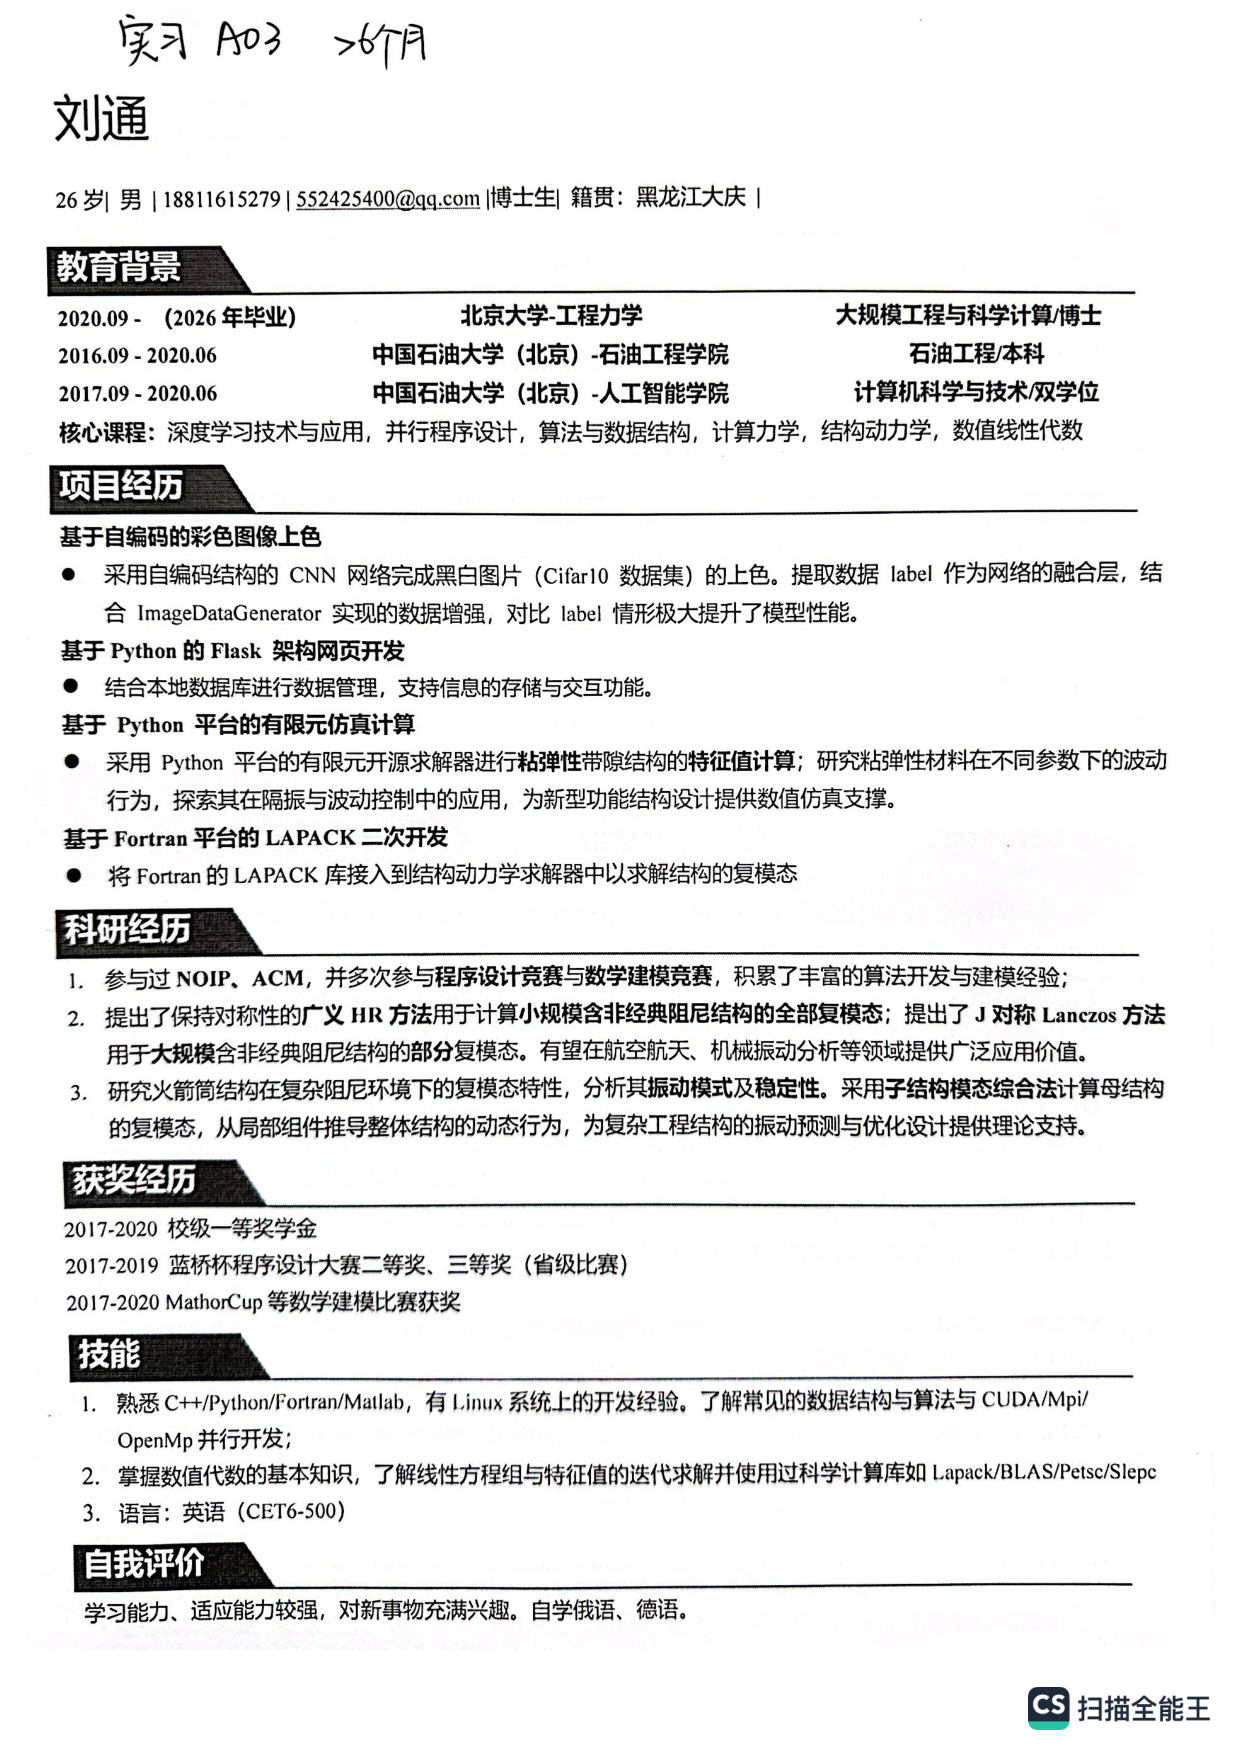 实习 A03 >6个月
刘通
26岁| 男 | 18811615279 | 552425400@qq.com |博士生| 籍贯：黑龙江大庆 |
教育背景
2020.09 - （2026 年毕业） 北京大学-工程力学 大规模工程与科学计算/博士
2016.09 - 2020.06 中国石油大学（北京）-石油工程学院 石油工程/本科
2017.09 - 2020.06 中国石油大学（北京）-人工智能学院 计算机科学与技术/双学位
核心课程：深度学习技术与应用，并行程序设计，算法与数据结构，计算力学，结构动力学，数值线性代数
项目经历
基于自编码的彩色图像上色
● 采用自编码结构的 CNN 网络完成黑白图片（Cifar10 数据集）的上色。提取数据 label 作为网络的融合层，结
合 ImageDataGenerator 实现的数据增强，对比 label 情形极大提升了模型性能。
基于 Python 的 Flask 架构网页开发
● 结合本地数据库进行数据管理，支持信息的存储与交互功能。
基于 Python 平台的有限元仿真计算
● 采用 Python 平台的有限元开源求解器进行粘弹性带隙结构的特征值计算；研究粘弹性材料在不同参数下的波动
行为，探索其在隔振与波动控制中的应用，为新型功能结构设计提供数值仿真支撑。
基于 Fortran 平台的 LAPACK 二次开发
● 将 Fortran 的 LAPACK 库接入到结构动力学求解器中以求解结构的复模态
科研经历
1. 参与过 NOIP、ACM，并多次参与程序设计竞赛与数学建模竞赛，积累了丰富的算法开发与建模经验；
2. 提出了保持对称性的广义 HR 方法用于计算小规模含非经典阻尼结构的全部复模态；提出了 J 对称 Lanczos 方法
用于大规模含非经典阻尼结构的部分复模态。有望在航空航天、机械振动分析等领域提供广泛应用价值。
3. 研究火箭筒结构在复杂阻尼环境下的复模态特性，分析其振动模式及稳定性。采用子结构模态综合法计算母结构
的复模态，从局部组件推导整体结构的动态行为，为复杂工程结构的振动预测与优化设计提供理论支持。
获奖经历
2017-2020 校级一等奖学金
2017-2019 蓝桥杯程序设计大赛二等奖、三等奖（省级比赛）
2017-2020 MathorCup 等数学建模比赛获奖
技能
1. 熟悉 C++/Python/Fortran/Matlab，有 Linux 系统上的开发经验。了解常见的数据结构与算法与 CUDA/Mpi/
OpenMp 并行开发；
2. 掌握数值代数的基本知识，了解线性方程组与特征值的迭代求解并使用过科学计算库如 Lapack/BLAS/Petsc/Slepc
3. 语言：英语（CET6-500）
自我评价
学习能力、适应能力较强，对新事物充满兴趣。自学俄语、德语。
CS 扫描全能王